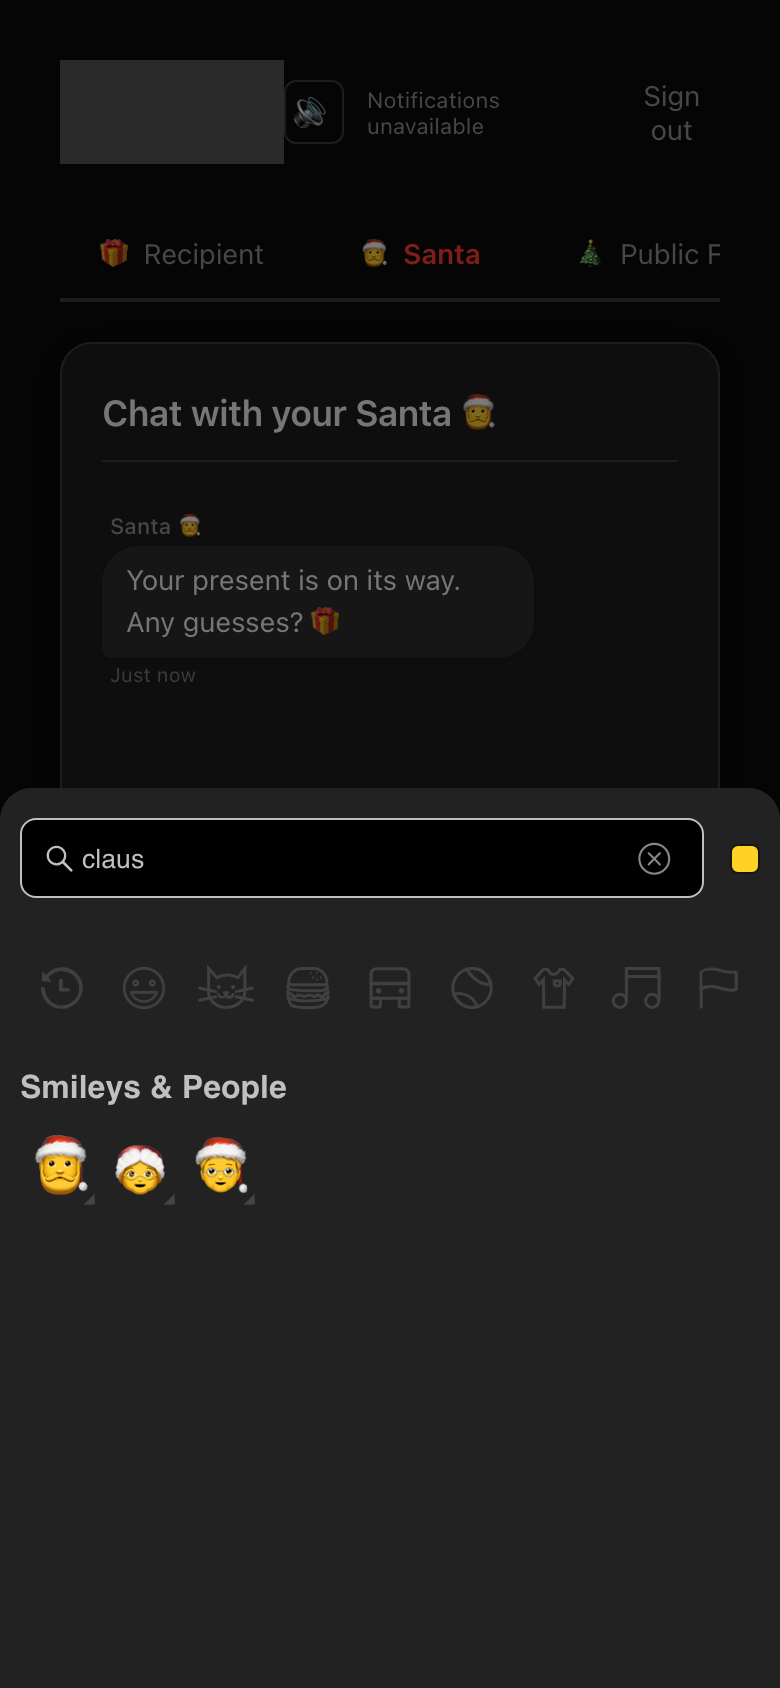 Notifications
unavailable
Sign
out
🎁 Recipient
🎅 Santa
🎄 Public F
Chat with your Santa 🎅
Santa 🎅
Your present is on its way.
Any guesses? 🎁
Just now
claus
Smileys & People